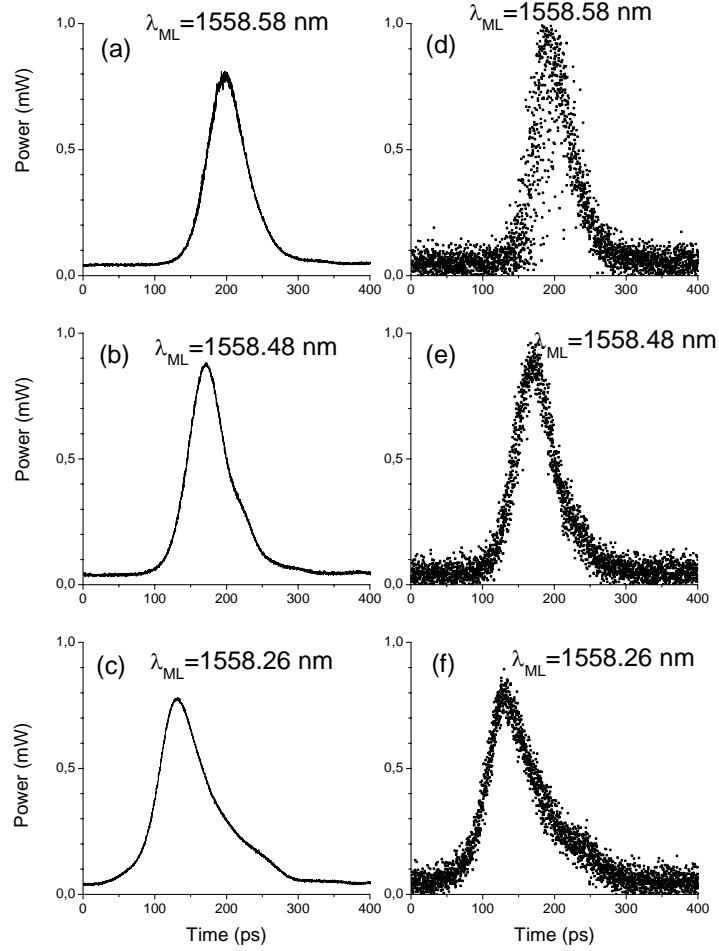 λML=1558.58 nm
(a)
Power (mW)
1,0
0,5
0,0
0 100 200 300 400
λML=1558.58 nm
(d)
1,0
0,5
0,0
0 100 200 300 400
λML=1558.48 nm
(b)
Power (mW)
1,0
0,5
0,0
0 100 200 300 400
λML=1558.48 nm
(e)
1,0
0,5
0,0
0 100 200 300 400
λML=1558.26 nm
(c)
Power (mW)
1,0
0,5
0,0
0 100 200 300 400
Time (ps)
λML=1558.26 nm
(f)
1,0
0,5
0,0
0 100 200 300 400
Time (ps)